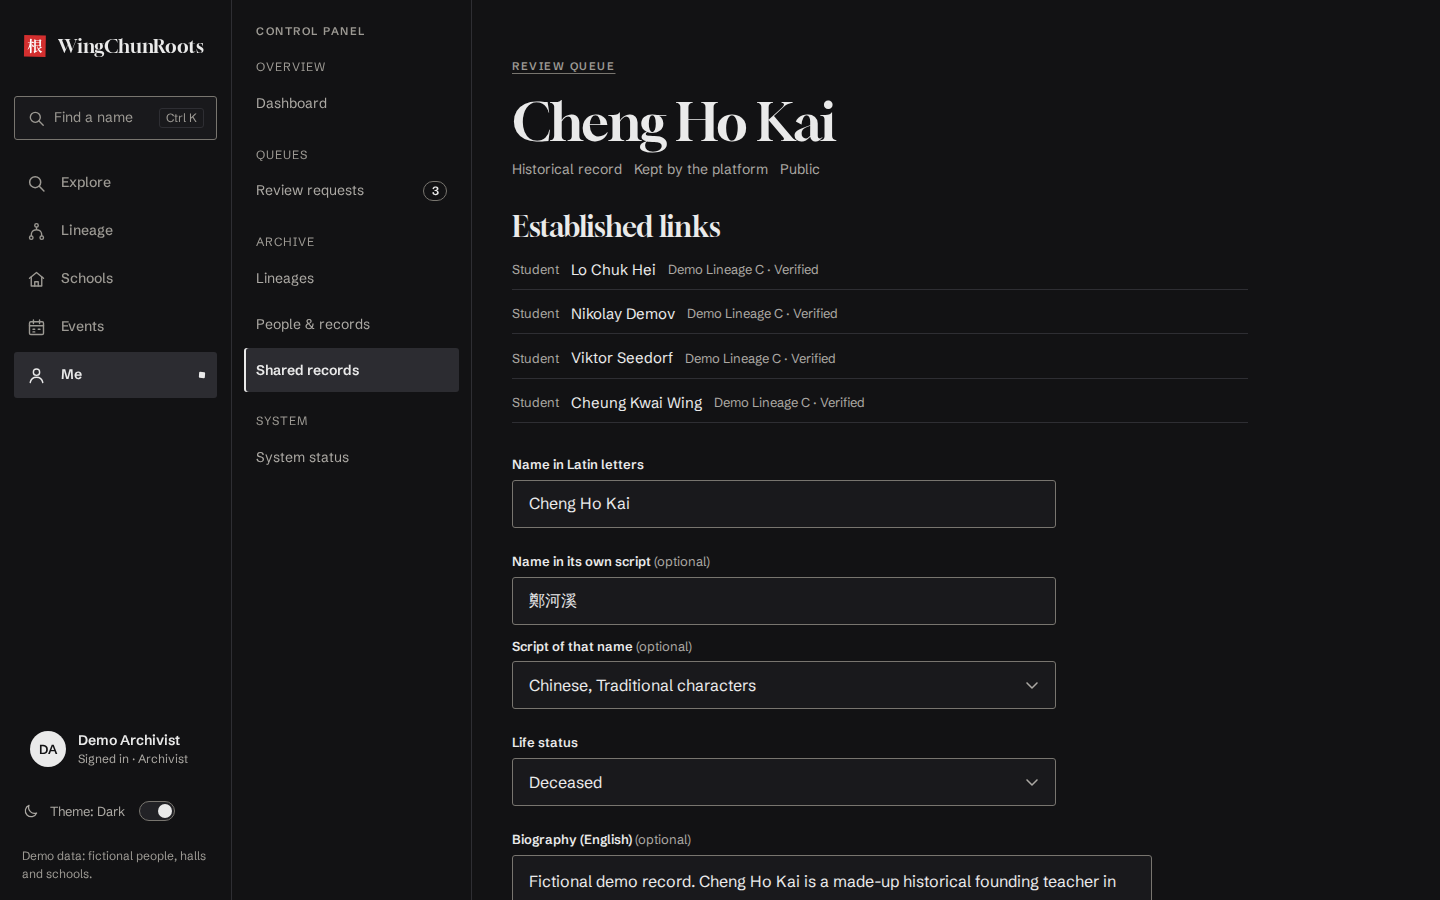 根 WingChunRoots
Find a name Ctrl K
Explore
Lineage
Schools
Events
Me
DA Demo Archivist
Signed in · Archivist
Theme: Dark
Demo data: fictional people, halls
and schools.
CONTROL PANEL
OVERVIEW
Dashboard
QUEUES
Review requests 3
ARCHIVE
Lineages
People & records
Shared records
SYSTEM
System status
REVIEW QUEUE
Cheng Ho Kai
Historical record Kept by the platform Public
Established links
Student Lo Chuk Hei Demo Lineage C · Verified
Student Nikolay Demov Demo Lineage C · Verified
Student Viktor Seedorf Demo Lineage C · Verified
Student Cheung Kwai Wing Demo Lineage C · Verified
Name in Latin letters
Cheng Ho Kai
Name in its own script (optional)
鄭河溪
Script of that name (optional)
Chinese, Traditional characters
Life status
Deceased
Biography (English) (optional)
Fictional demo record. Cheng Ho Kai is a made-up historical founding teacher in